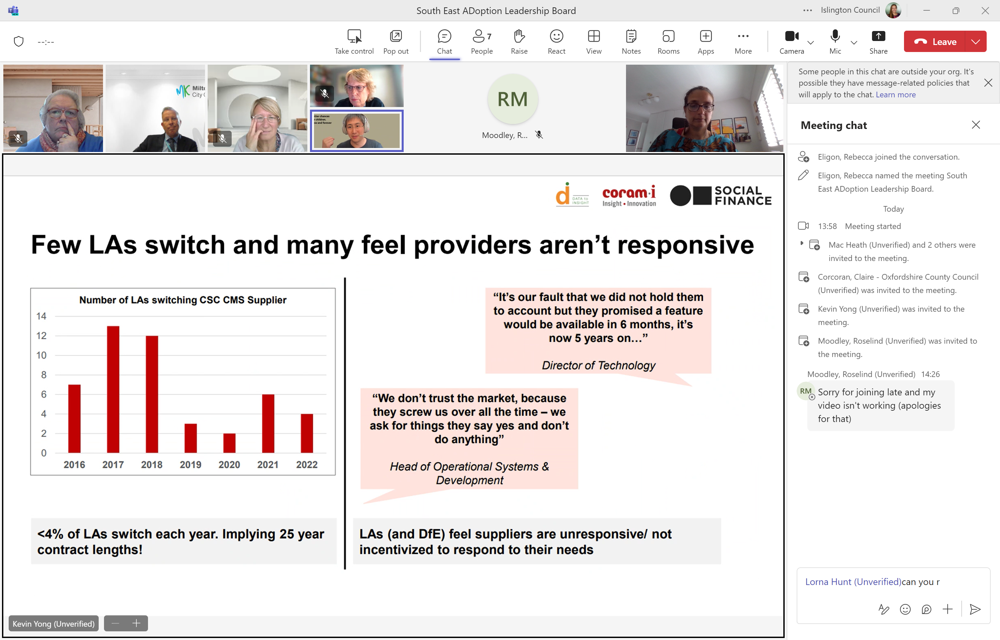 South East ADoption Leadership Board
Islington Council
NEW
--:--
Take control
Pop out
Chat
People
7
Raise
React
View
Notes
Rooms
Apps
More
Camera
Mic
Share
Leave
MK
City
tter chances
r children.
ow and forever
RM
Moodley, R...
Some people in this chat are outside your org. It's
possible they have message-related policies that
will apply to the chat. Learn more
Meeting chat
Eligon, Rebecca joined the conversation.
Eligon, Rebecca named the meeting South
East ADoption Leadership Board.
Today
13:58 Meeting started
Mac Heath (Unverified) and 2 others were
invited to the meeting.
Corcoran, Claire - Oxfordshire County Council
(Unverified) was invited to the meeting.
Kevin Yong (Unverified) was invited to the
meeting.
Moodley, Roselind (Unverified) was invited to
the meeting.
Moodley, Roselind (Unverified) 14:26
RM
Sorry for joining late and my
video isn't working (apologies
for that)
Lorna Hunt (Unverified)can you r
d DATA to
INSIGHT
coram·i
Insight • Innovation
SOCIAL
FINANCE
Few LAs switch and many feel providers aren’t responsive
Number of LAs switching CSC CMS Supplier
14
12
10
8
6
4
2
0
2016 2017 2018 2019 2020 2021 2022
“It’s our fault that we did not hold them
to account but they promised a feature
would be available in 6 months, it’s
now 5 years on…”
Director of Technology
“We don’t trust the market, because
they screw us over all the time – we
ask for things they say yes and don’t
do anything”
Head of Operational Systems &
Development
<4% of LAs switch each year. Implying 25 year
contract lengths!
LAs (and DfE) feel suppliers are unresponsive/ not
incentivized to respond to their needs
Kevin Yong (Unverified)